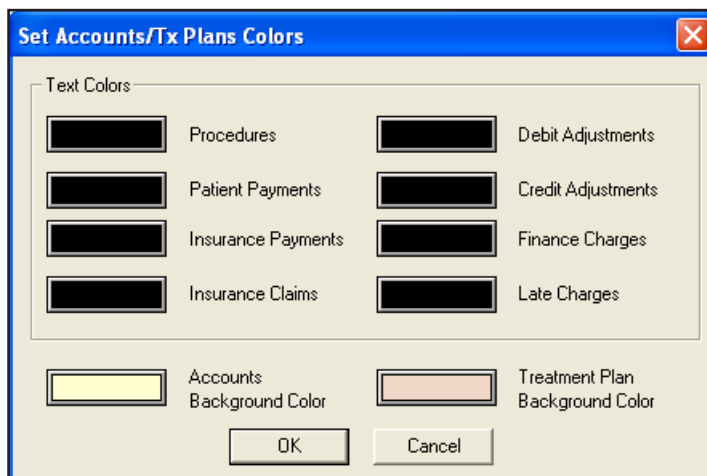 Set Accounts/Tx Plans Colors
Text Colors
Procedures
Debit Adjustments
Patient Payments
Credit Adjustments
Insurance Payments
Finance Charges
Insurance Claims
Late Charges
Accounts
Background Color
Treatment Plan
Background Color
OK
Cancel